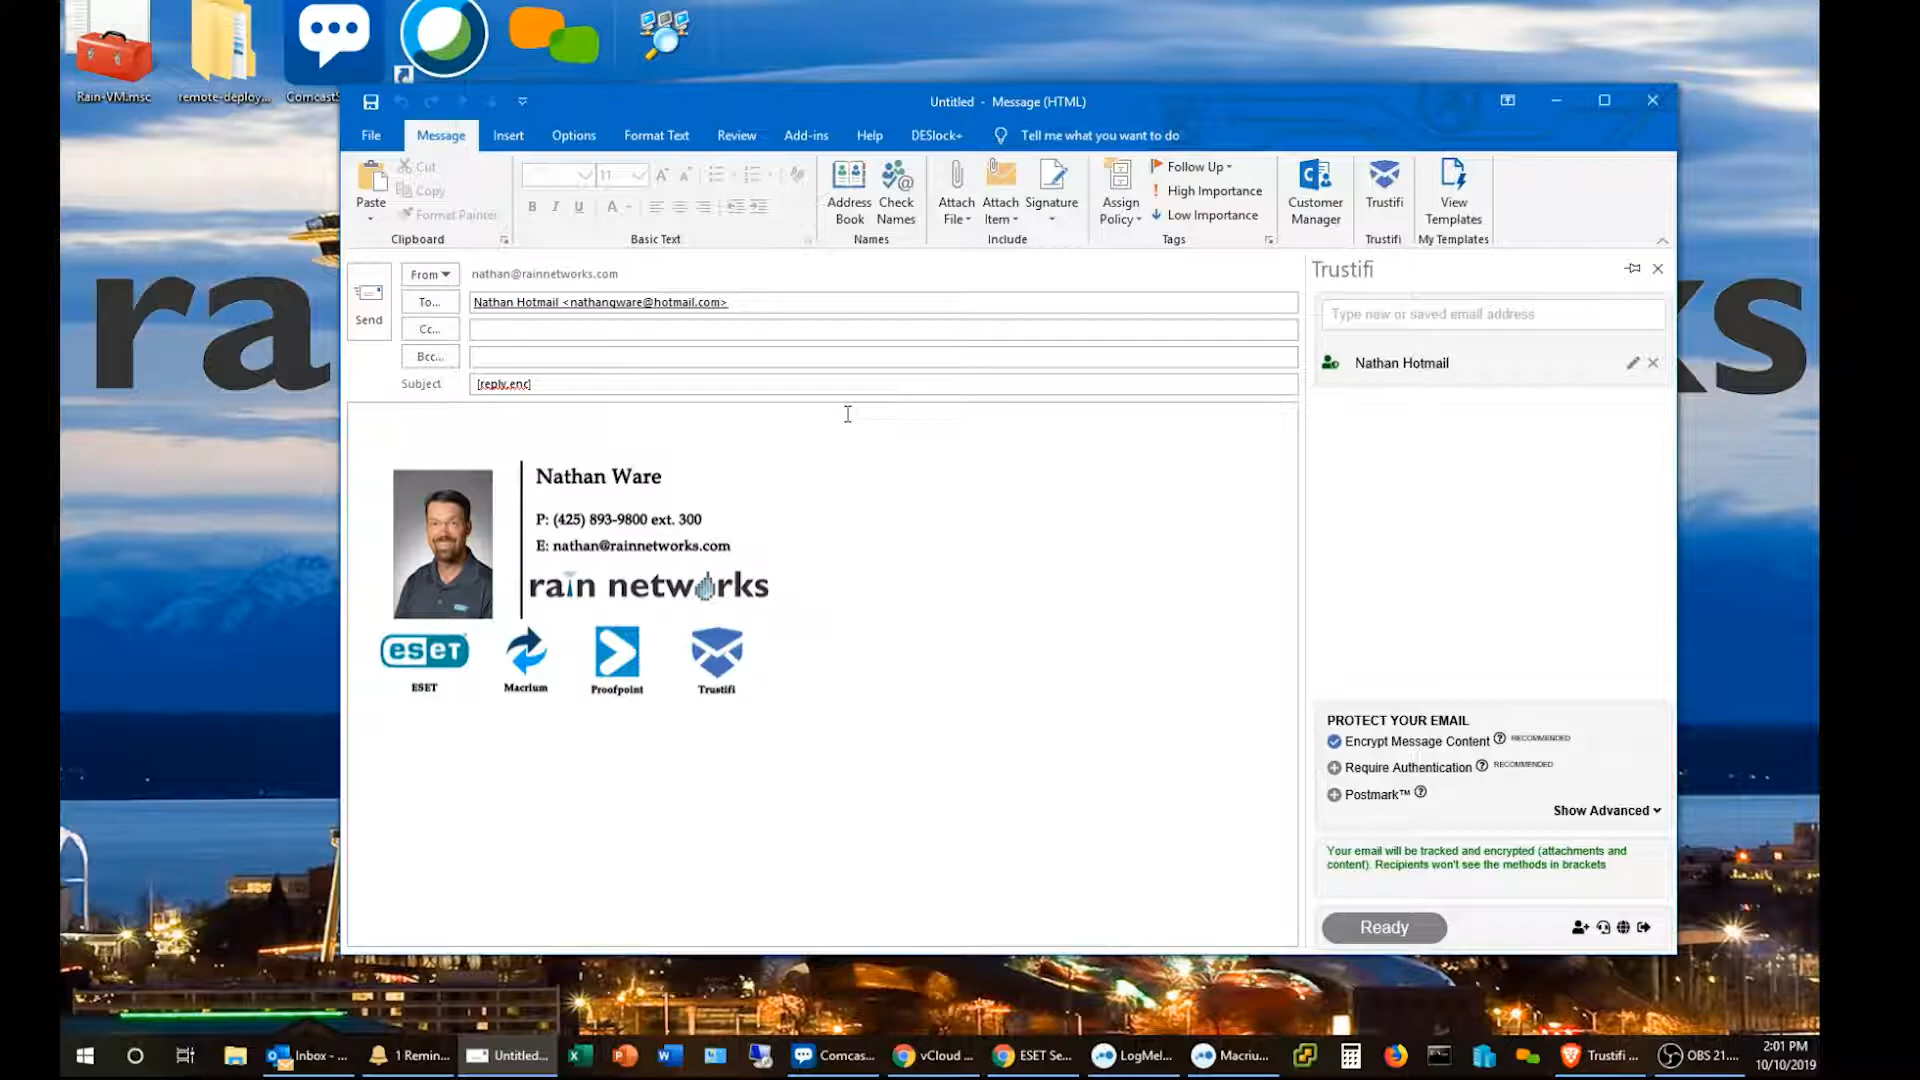 Rain-VM.msc
remote-deploy...
ComcastS
ra ks
Untitled - Message (HTML)
File Message Insert Options Format Text Review Add-ins Help DESlock+ Tell me what you want to do
Paste
Cut
Copy
Format Painter
Clipboard
11
B I U A
Basic Text
Address Book
Check Names
Names
Attach File
Attach Item
Signature
Include
Assign Policy
Follow Up
High Importance
Low Importance
Tags
Customer Manager
Trustifi
Trustifi
View Templates
My Templates
Send
From
nathan@rainnetworks.com
To...
Nathan Hotmail <nathangware@hotmail.com>
Cc...
Bcc...
Subject
[reply,enc]
Nathan Ware
P: (425) 893-9800 ext. 300
E: nathan@rainnetworks.com
rain networks
eset
ESET Macrium Proofpoint Trustifi
Trustifi
Type new or saved email address
Nathan Hotmail
PROTECT YOUR EMAIL
Encrypt Message Content RECOMMENDED
Require Authentication RECOMMENDED
Postmark™
Show Advanced
Your email will be tracked and encrypted (attachments and
content). Recipients won't see the methods in brackets
Ready
Inbox - ... 1 Remin... Untitled... Comcas... vCloud ... ESET Se... LogMeI... Macriu... Trustifi ... OBS 21....
2:01 PM
10/10/2019